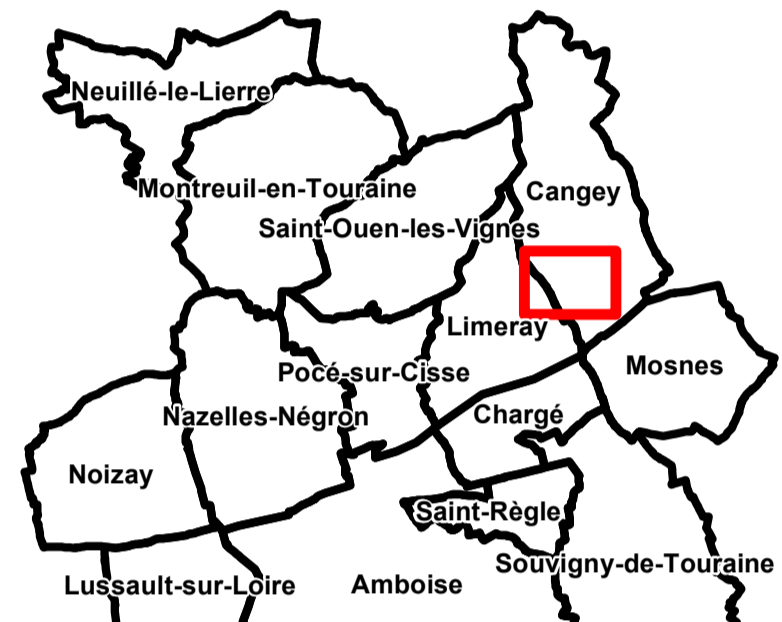 Neuillé-le-Lierre
Montreuil-en-Touraine
Cangey
Saint-Ouen-les-Vignes
Limeray
Mosnes
Pocé-sur-Cisse
Nazelles-Négron
Chargé
Noizay
Saint-Règle
Souvigny-de-Touraine
Lussault-sur-Loire
Amboise